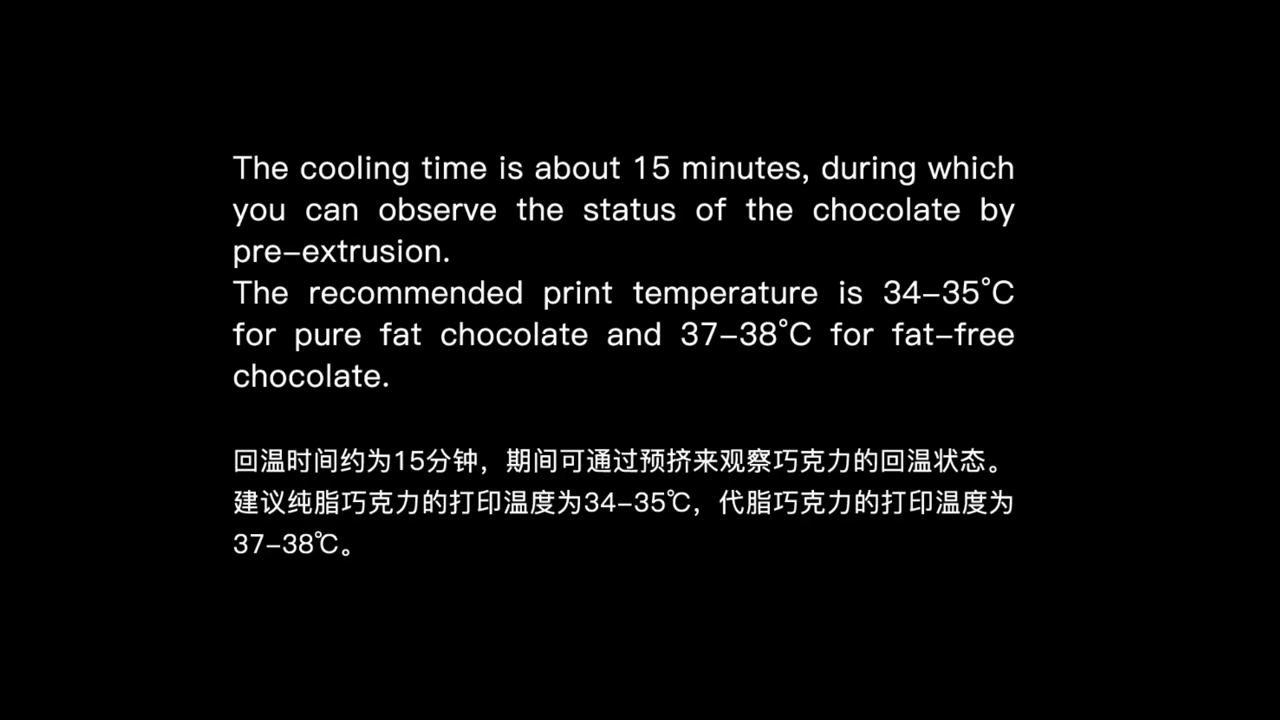 The cooling time is about 15 minutes, during which
you can observe the status of the chocolate by
pre-extrusion.
The recommended print temperature is 34-35°C
for pure fat chocolate and 37-38°C for fat-free
chocolate.
回温时间约为15分钟，期间可通过预挤来观察巧克力的回温状态。
建议纯脂巧克力的打印温度为34-35℃，代脂巧克力的打印温度为
37-38℃。